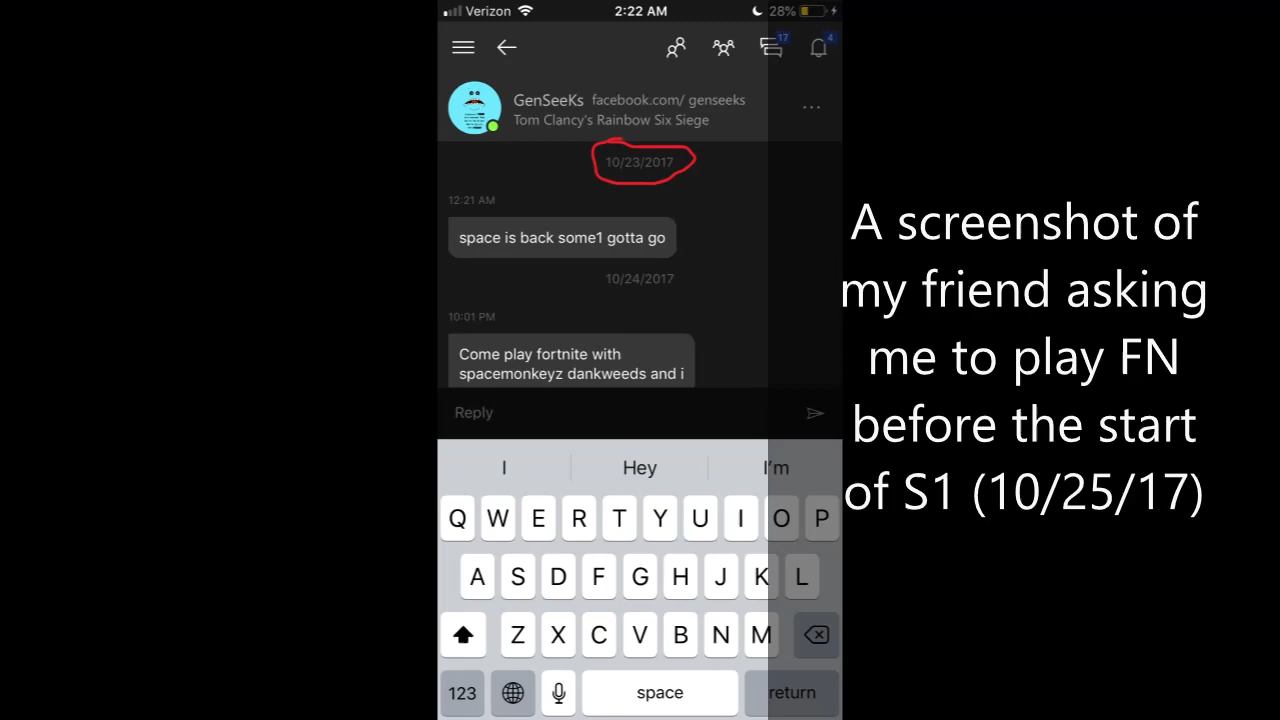 Verizon 2:22 AM 28%
17 4
GenSeeKs facebook.com/ genseeks
Tom Clancy's Rainbow Six Siege
10/23/2017
12:21 AM
space is back some1 gotta go
10/24/2017
10:01 PM
Come play fortnite with
spacemonkeyz dankweeds and i
Reply
I Hey I'm
Q W E R T Y U I O P
A S D F G H J K L
Z X C V B N M
123 space return
A screenshot of
my friend asking
me to play FN
before the start
of S1 (10/25/17)